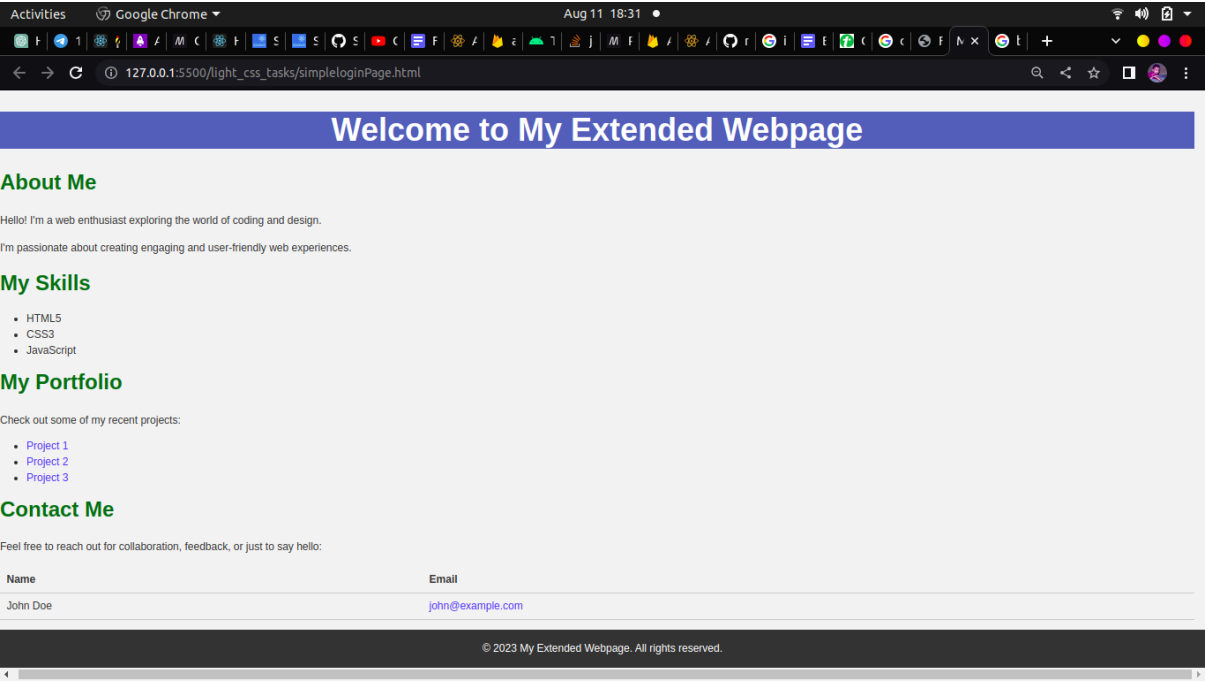 Activities Google Chrome Aug 11 18:31
127.0.0.1:5500/light_css_tasks/simpleloginPage.html
Welcome to My Extended Webpage
About Me
Hello! I'm a web enthusiast exploring the world of coding and design.
I'm passionate about creating engaging and user-friendly web experiences.
My Skills
HTML5
CSS3
JavaScript
My Portfolio
Check out some of my recent projects:
Project 1
Project 2
Project 3
Contact Me
Feel free to reach out for collaboration, feedback, or just to say hello:
Name Email
John Doe john@example.com
© 2023 My Extended Webpage. All rights reserved.